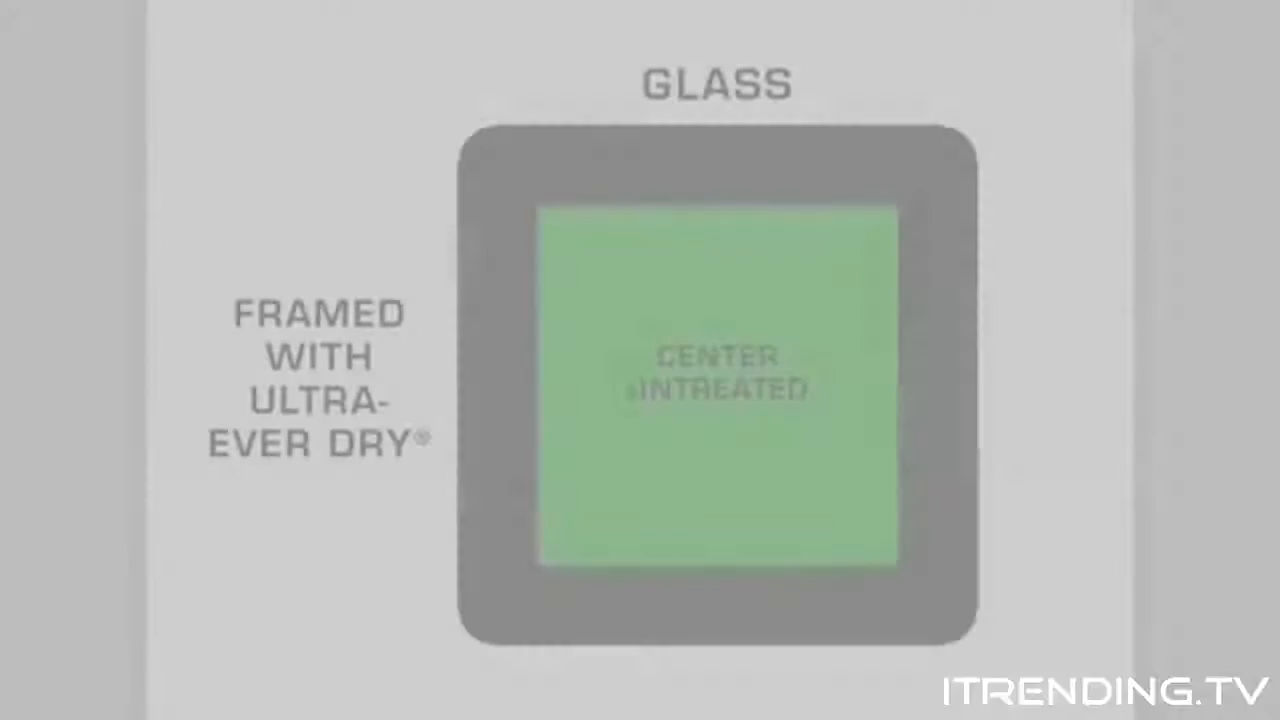 GLASS
FRAMED
WITH
ULTRA-
EVER DRY®
CENTER
UNTREATED
ITRENDING.TV